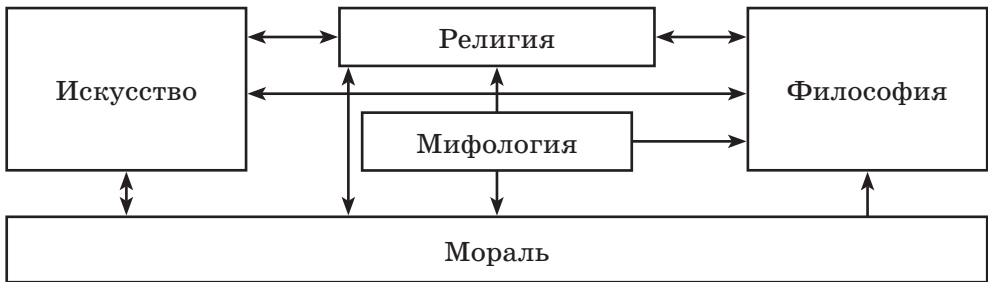 Религия
Искусство
Философия
Мифология
Мораль